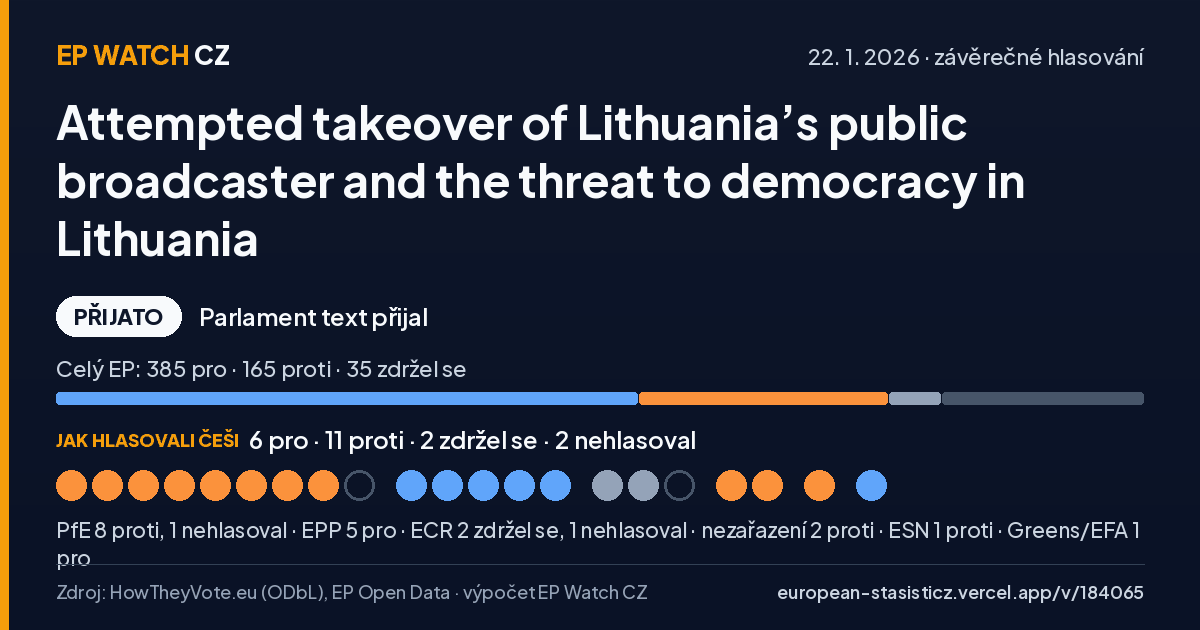 EP WATCH CZ
22. 1. 2026 · závěrečné hlasování
Attempted takeover of Lithuania’s public
broadcaster and the threat to democracy in
Lithuania
PŘIJATO Parlament text přijal
Celý EP: 385 pro · 165 proti · 35 zdržel se
JAK HLASOVALI ČEŠI 6 pro · 11 proti · 2 zdržel se · 2 nehlasoval
PfE 8 proti, 1 nehlasoval · EPP 5 pro · ECR 2 zdržel se, 1 nehlasoval · nezařazení 2 proti · ESN 1 proti · Greens/EFA 1
pro
Zdroj: HowTheyVote.eu (ODbL), EP Open Data · výpočet EP Watch CZ
european-stasisticz.vercel.app/v/184065